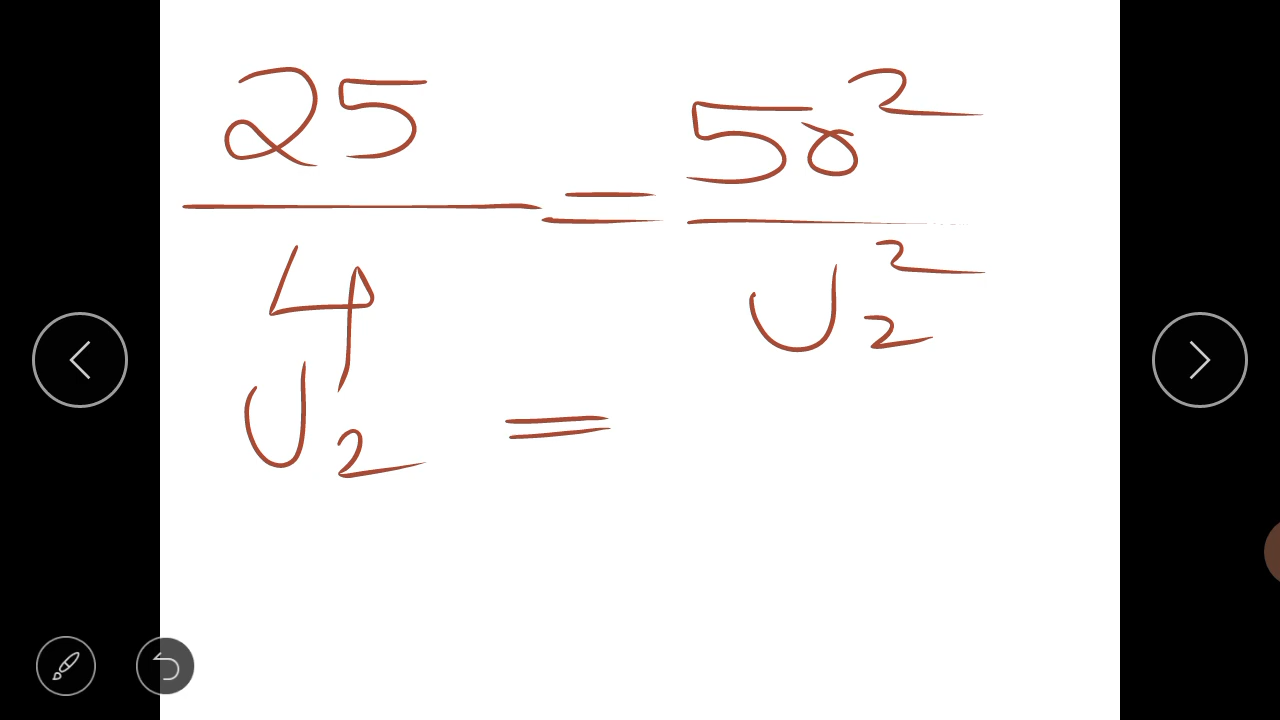 25/4 = 50²/U₂²
U₂ =